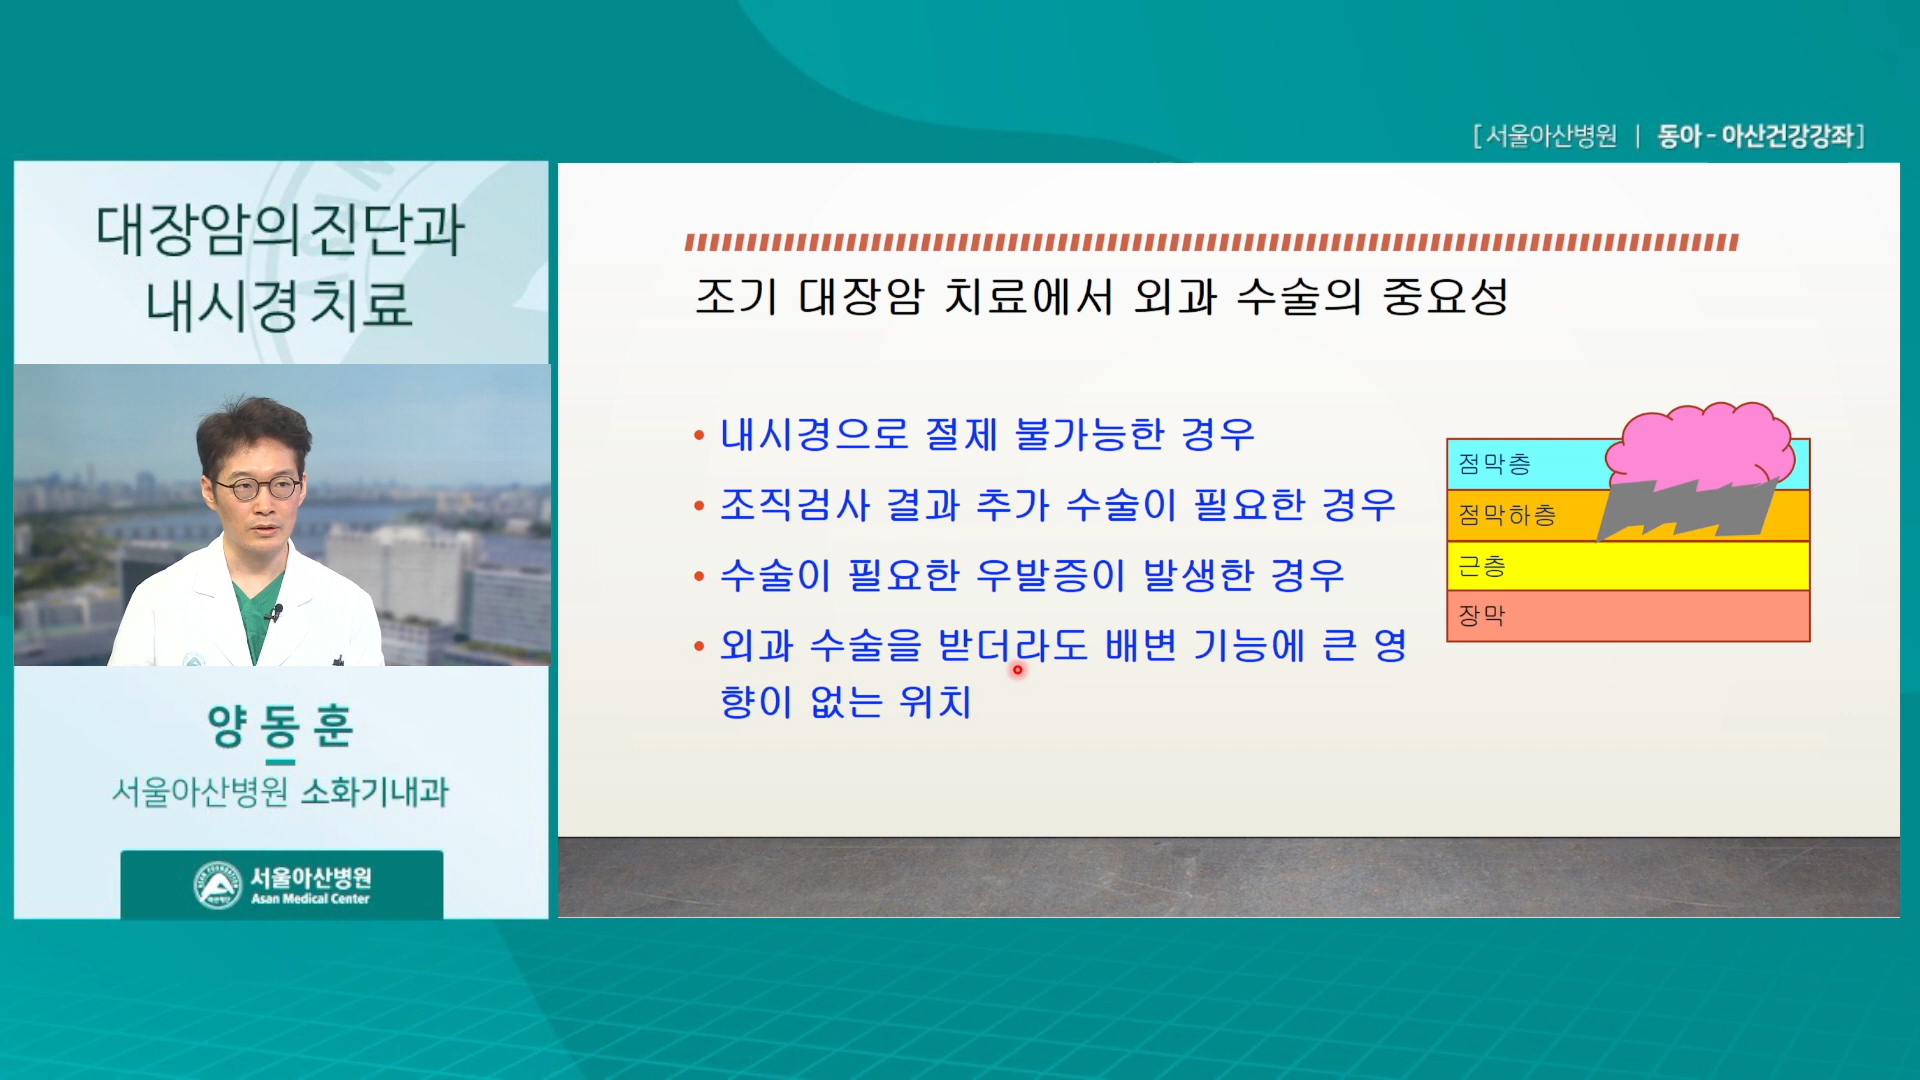 [ 서울아산병원 | 동아 - 아산건강강좌 ]
대장암의 진단과
내시경 치료
양동훈
서울아산병원 소화기내과
서울아산병원
Asan Medical Center
조기 대장암 치료에서 외과 수술의 중요성
• 내시경으로 절제 불가능한 경우
• 조직검사 결과 추가 수술이 필요한 경우
• 수술이 필요한 우발증이 발생한 경우
• 외과 수술을 받더라도 배변 기능에 큰 영
향이 없는 위치
점막층
점막하층
근층
장막